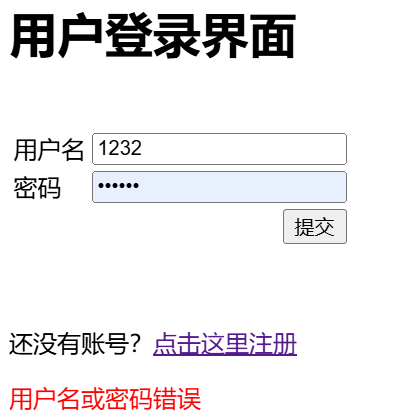 用户登录界面
用户名 1232
密码 ••••••
提交
还没有账号？点击这里注册
用户名或密码错误